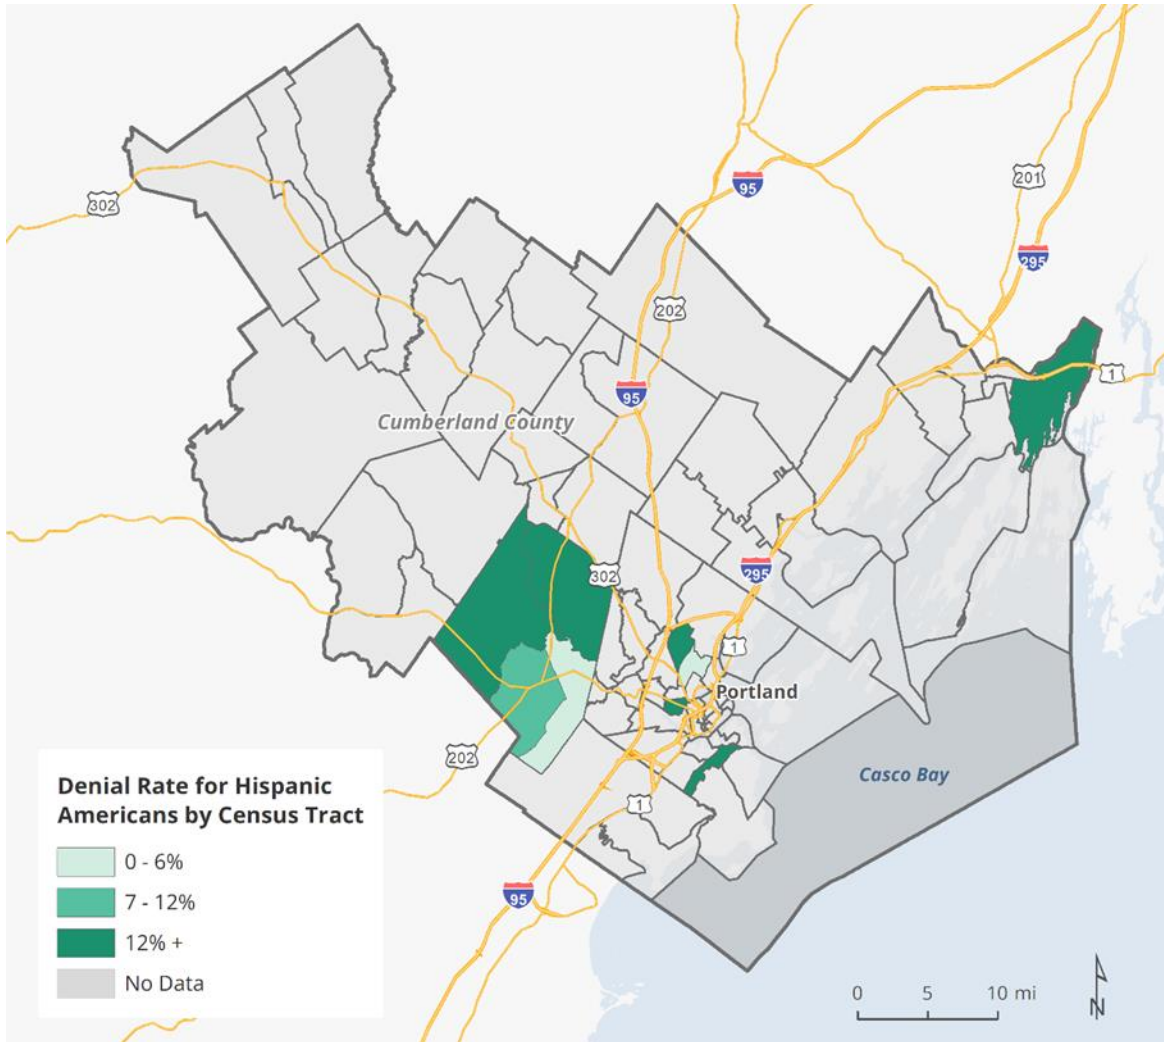 95
201
302
295
202
1
95
Cumberland County
302
295
1
Portland
202
Casco Bay
1
95
Denial Rate for Hispanic
Americans by Census Tract
0 - 6%
7 - 12%
12% +
No Data
0 5 10 mi
N